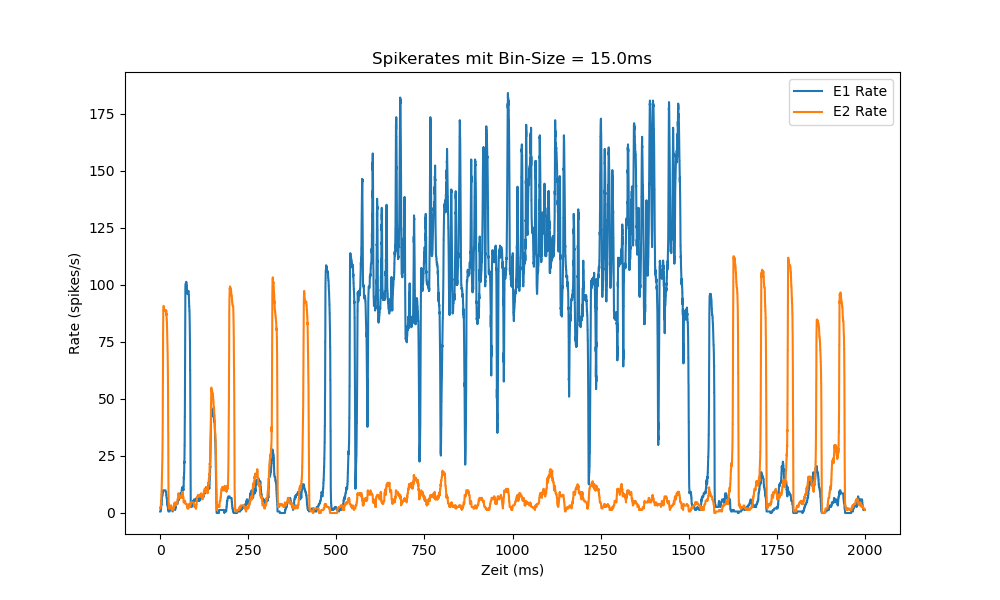 Spikerates mit Bin-Size = 15.0ms
E1 Rate
E2 Rate
Rate (spikes/s)
175
150
125
100
75
50
25
0
0 250 500 750 1000 1250 1500 1750 2000
Zeit (ms)